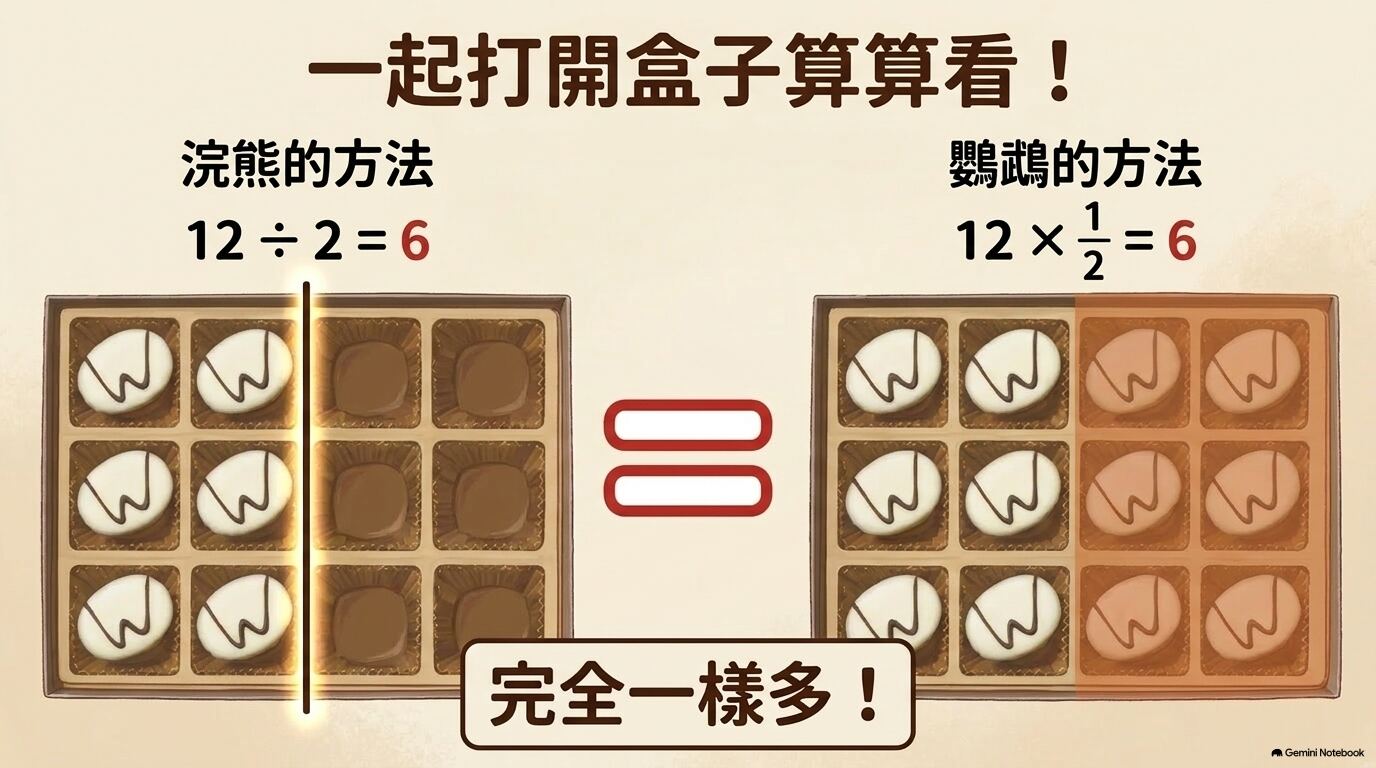 一起打開盒子算算看！
浣熊的方法
12 ÷ 2 = 6
鸚鵡的方法
12 × 1/2 = 6
完全一樣多！
Gemini Notebook